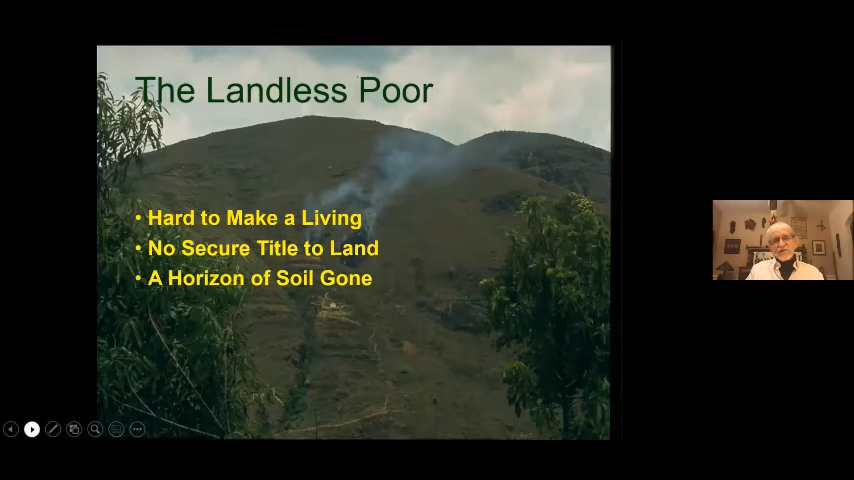 The Landless Poor
• Hard to Make a Living
• No Secure Title to Land
• A Horizon of Soil Gone